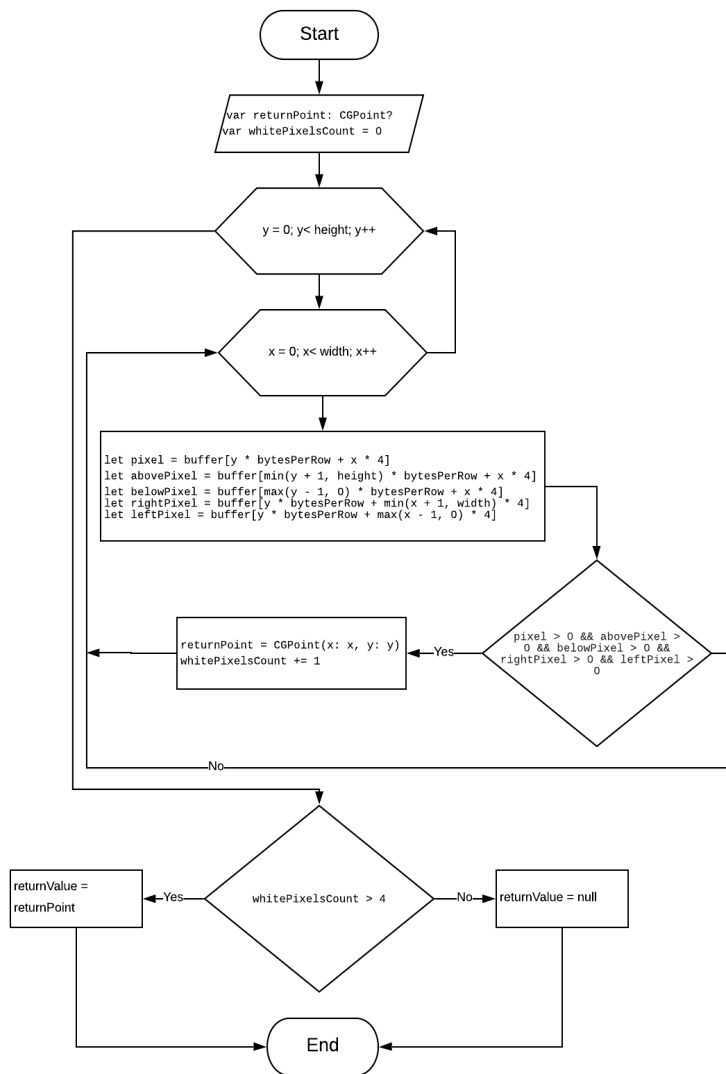 Start
var returnPoint: CGPoint?
var whitePixelsCount = 0
y = 0; y< height; y++
x = 0; x< width; x++
let pixel = buffer[y * bytesPerRow + x * 4]
let abovePixel = buffer[min(y + 1, height) * bytesPerRow + x * 4]
let belowPixel = buffer[max(y - 1, 0) * bytesPerRow + x * 4]
let rightPixel = buffer[y * bytesPerRow + min(x + 1, width) * 4]
let leftPixel = buffer[y * bytesPerRow + max(x - 1, 0) * 4]
pixel > 0 && abovePixel >
0 && belowPixel > 0 &&
rightPixel > 0 && leftPixel >
0
Yes
returnPoint = CGPoint(x: x, y: y)
whitePixelsCount += 1
No
whitePixelsCount > 4
Yes
returnValue =
returnPoint
No
returnValue = null
End